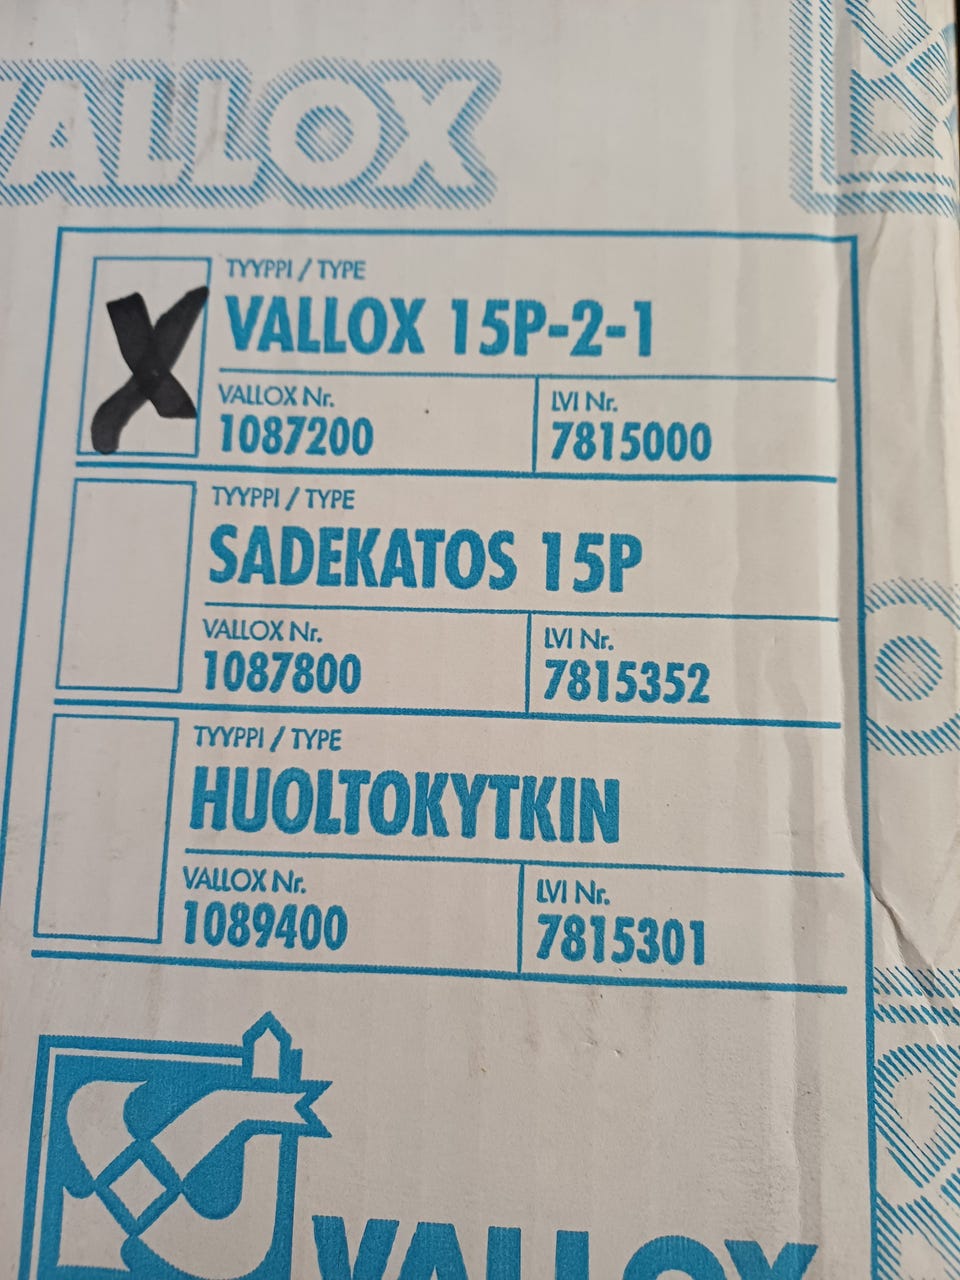 VALLOX
TYYPPI / TYPE
VALLOX 15P-2-1
VALLOX Nr.
1087200
LVI Nr.
7815000
TYYPPI / TYPE
SADEKATOS 15P
VALLOX Nr.
1087800
LVI Nr.
7815352
TYYPPI / TYPE
HUOLTOKYTKIN
VALLOX Nr.
1089400
LVI Nr.
7815301
VALLOX